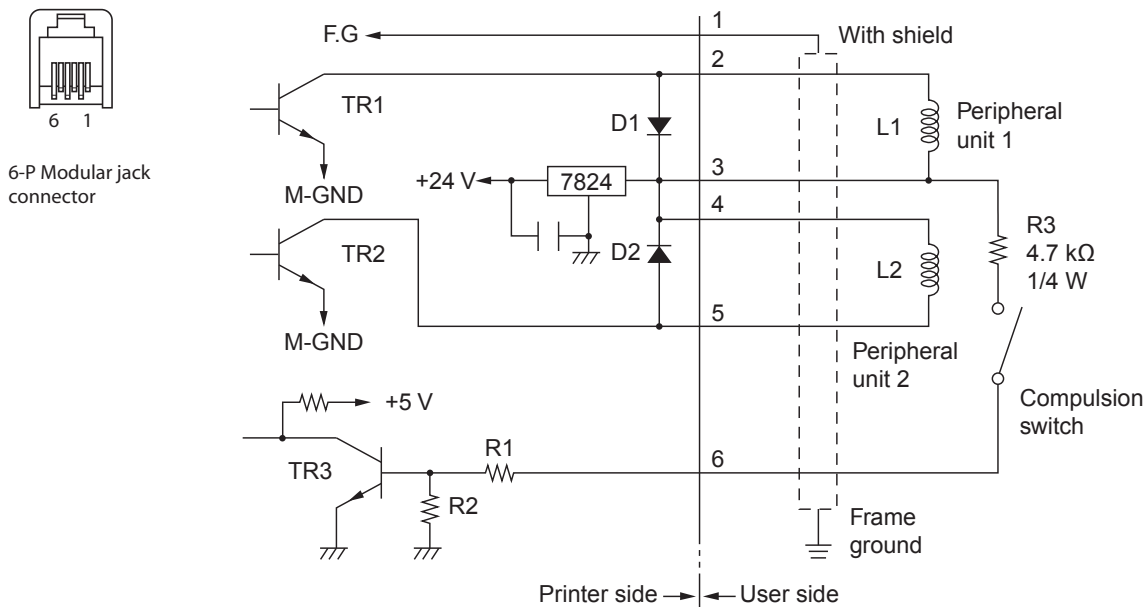 6 1
6-P Modular jack
connector
F.G
1
With shield
2
TR1
D1
L1
Peripheral
unit 1
M-GND
+24 V
7824
3
4
TR2
D2
L2
R3
4.7 kΩ
1/4 W
M-GND
5
Peripheral
unit 2
+5 V
Compulsion
switch
TR3
R1
6
R2
Frame
ground
Printer side
User side